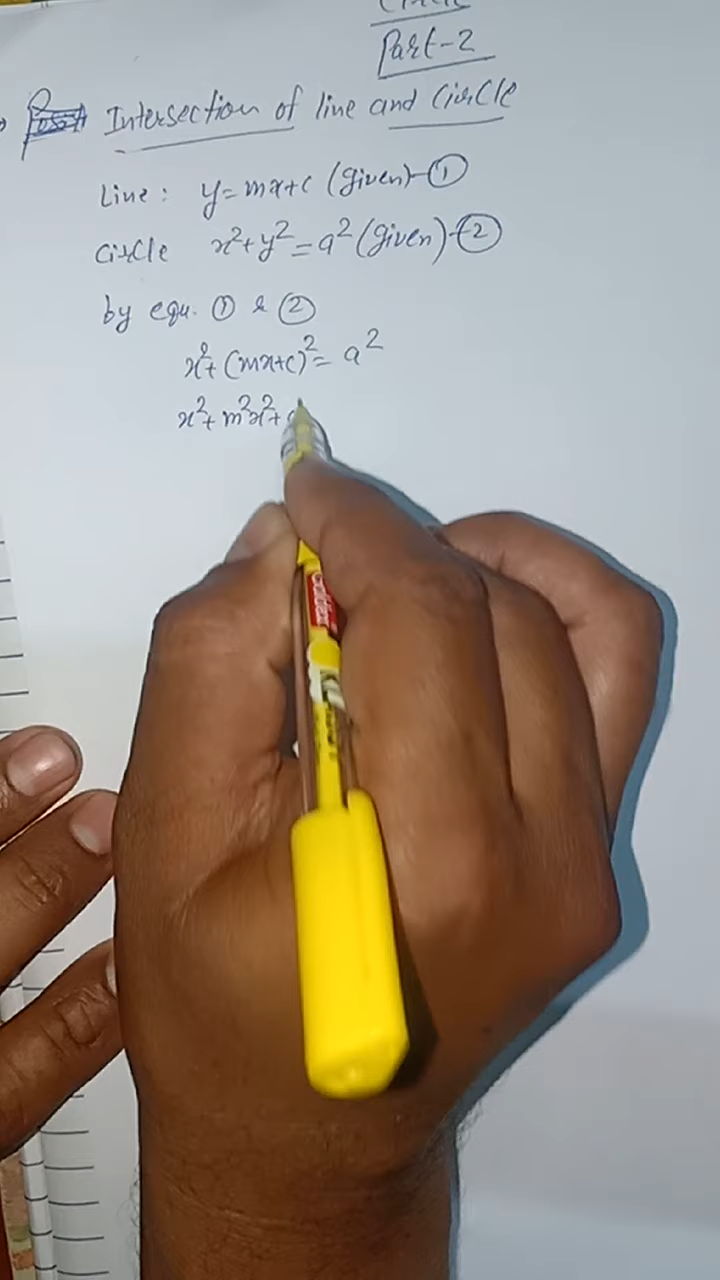 Part-2
Intersection of line and Circle
Line: y=mx+c (given)-①
Circle x²+y²=a² (given)-②
by equ. ① & ②
x²+(mx+c)²=a²
x²+m²x²+